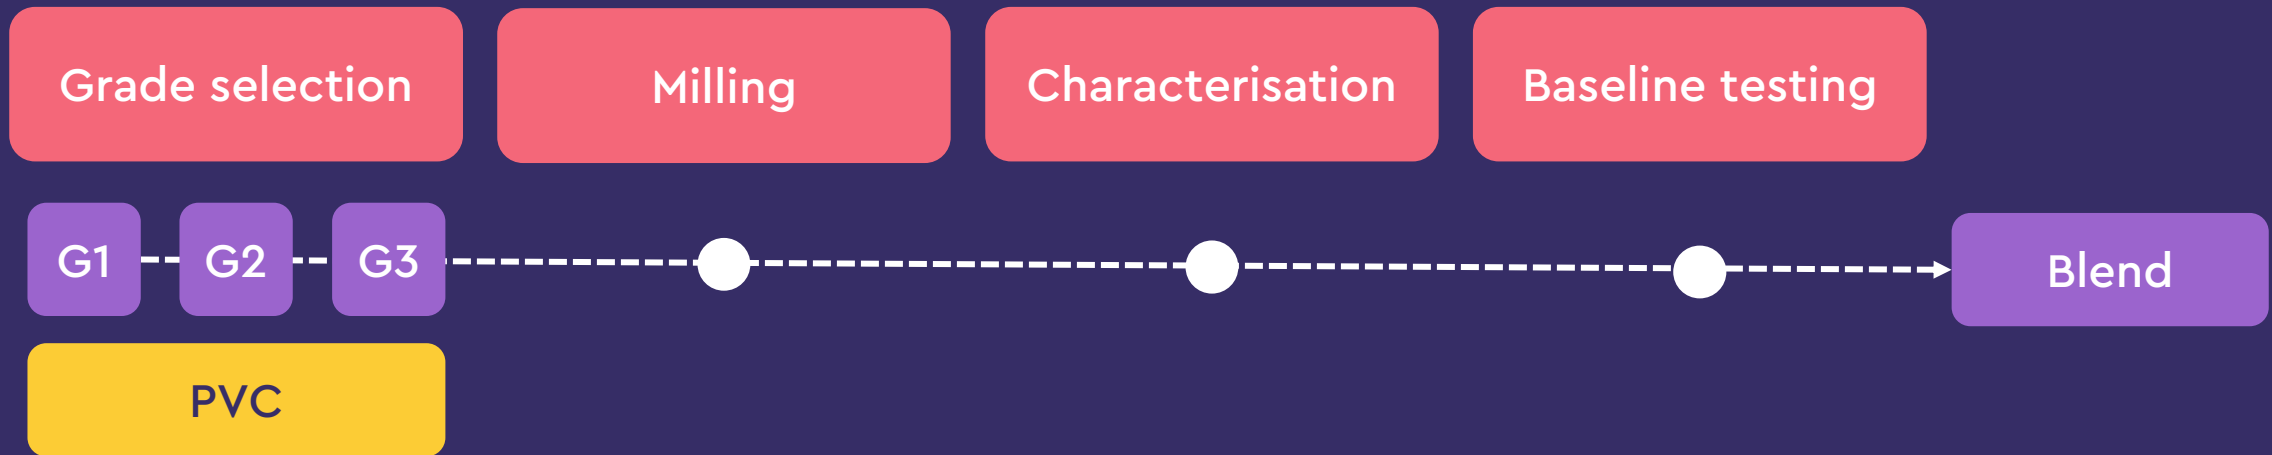 Grade selection
Milling
Characterisation
Baseline testing
G1
G2
G3
Blend
PVC